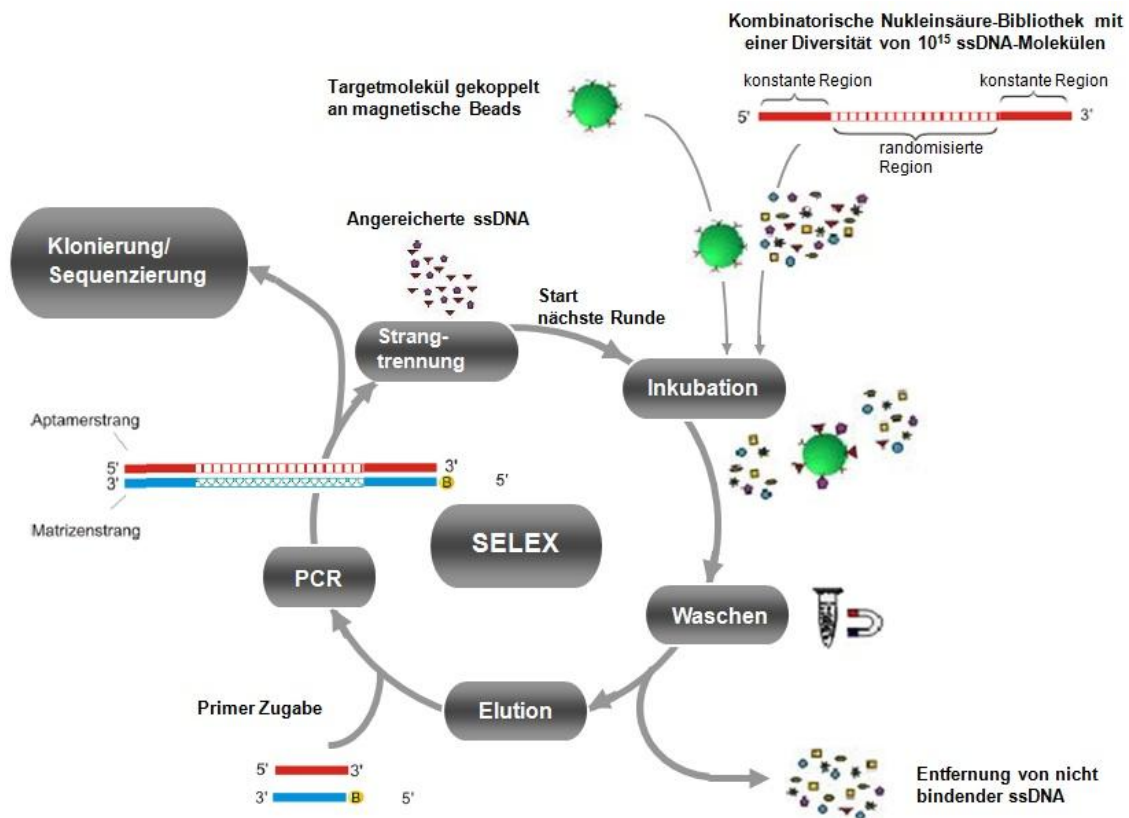 Kombinatorische Nukleinsäure-Bibliothek mit
einer Diversität von 10¹⁵ ssDNA-Molekülen
Targetmolekül gekoppelt
an magnetische Beads
konstante Region
konstante Region
5'
3'
randomisierte
Region
Klonierung/
Sequenzierung
Angereicherte ssDNA
Start
nächste Runde
Strang-
trennung
Inkubation
Aptamerstrang
5'
3'
3'
B
5'
Matrizenstrang
SELEX
PCR
Waschen
Primer Zugabe
Elution
5'
3'
3'
B
5'
Entfernung von nicht
bindender ssDNA